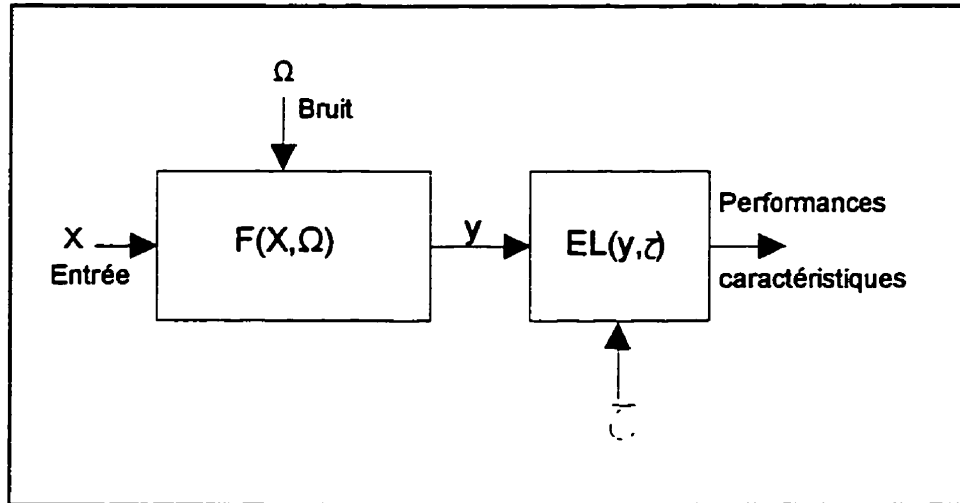 Ω
Bruit
X
Entrée
F(X,Ω)
y
EL(y,τ)
Performances
caractéristiques